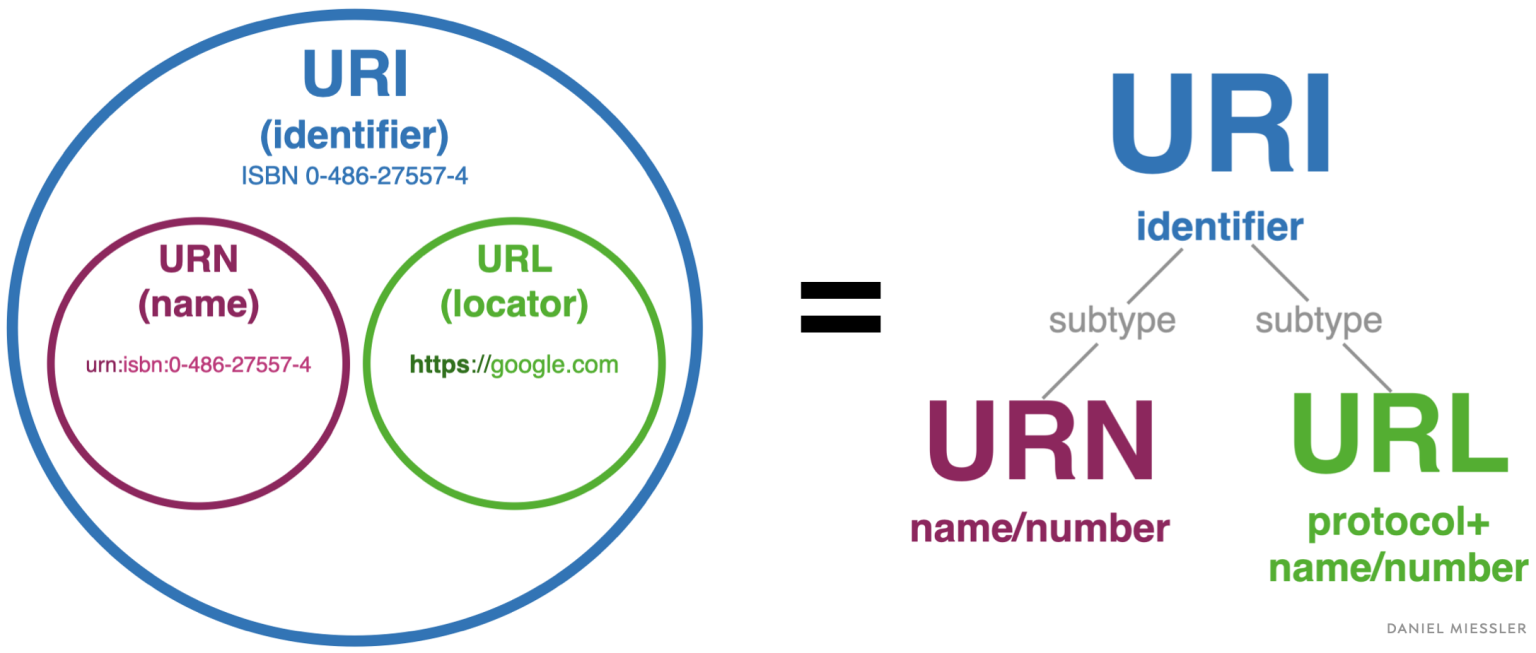 URI
(identifier)
ISBN 0-486-27557-4
URN
(name)
urn:isbn:0-486-27557-4
URL
(locator)
https://google.com
=
URI
identifier
subtype
subtype
URN
name/number
URL
protocol+
name/number
DANIEL MIESSLER